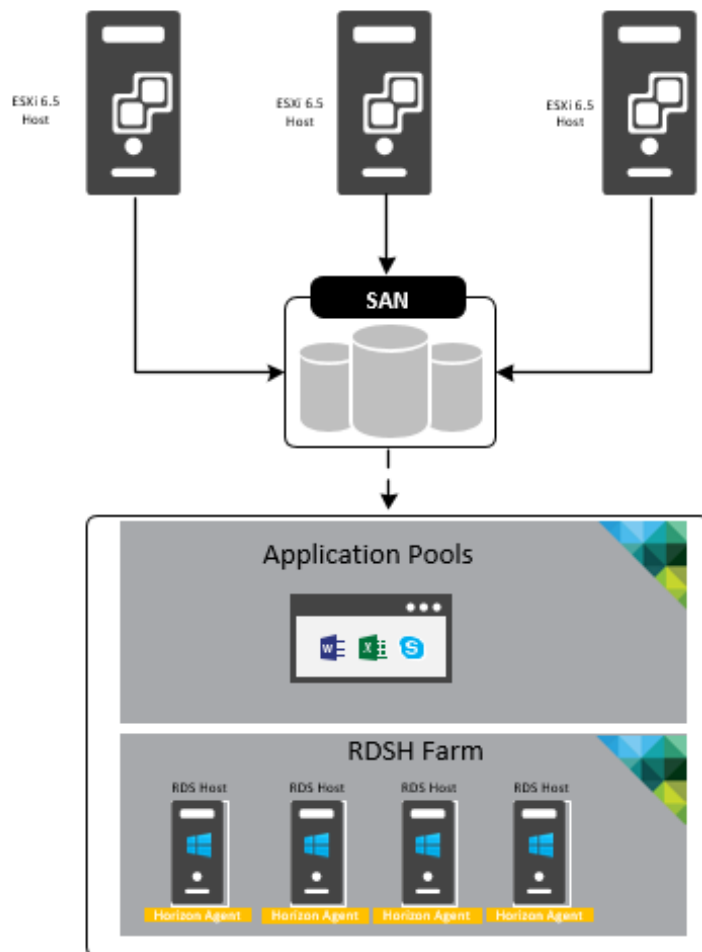 ESXi 6.5
Host
ESXi 6.5
Host
ESXi 6.5
Host
SAN
Application Pools
W
X
S
RDSH Farm
RDS Host
RDS Host
RDS Host
RDS Host
Horizon Agent
Horizon Agent
Horizon Agent
Horizon Agent